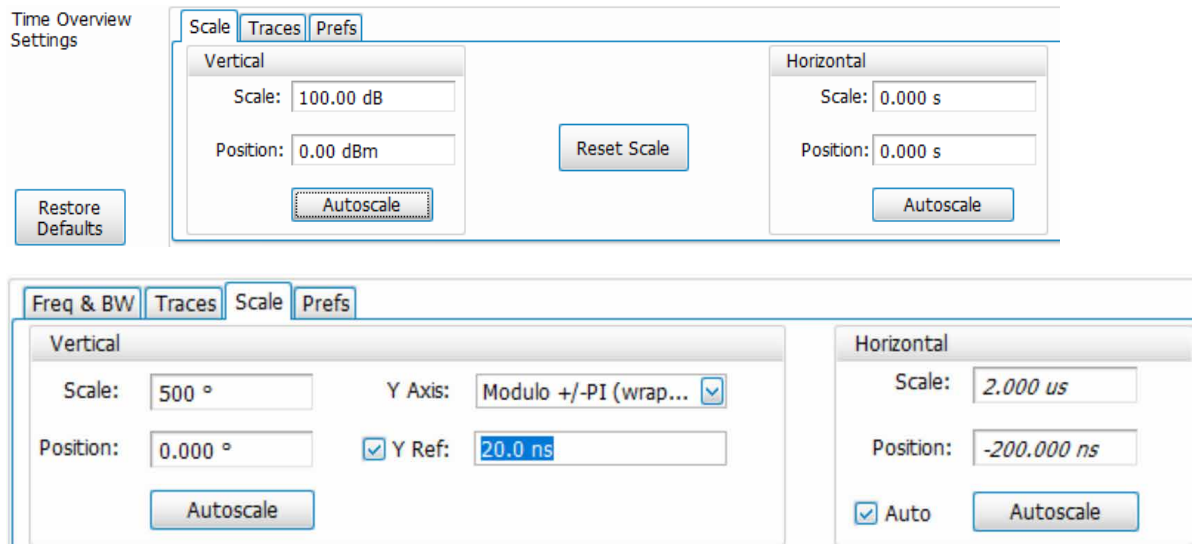 Time Overview
Settings
Scale Traces Prefs
Vertical
Horizontal
Scale: 100.00 dB
Scale: 0.000 s
Position: 0.00 dBm
Reset Scale
Position: 0.000 s
Restore
Defaults
Autoscale
Autoscale
Freq & BW Traces Scale Prefs
Vertical
Horizontal
Scale: 500 °
Y Axis: Modulo +/-PI (wrap...
Scale: 2.000 us
Position: 0.000 °
Y Ref: 20.0 ns
Position: -200.000 ns
Autoscale
Auto
Autoscale